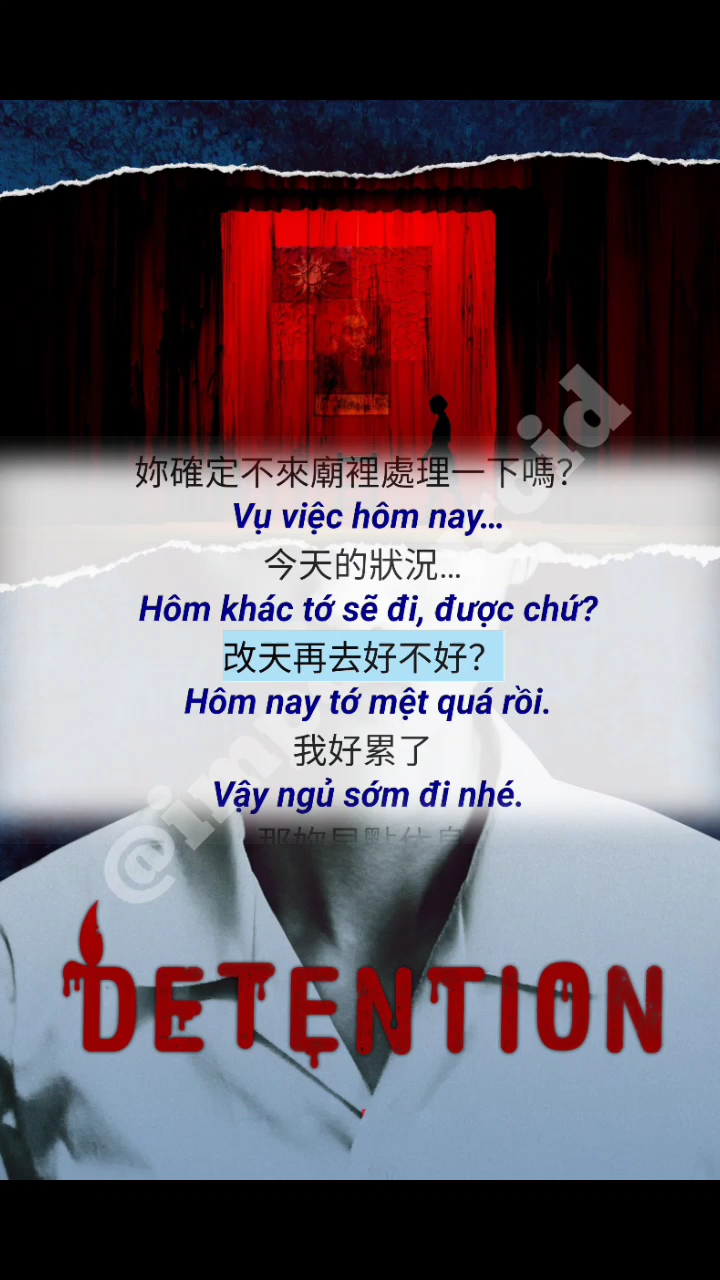 妳確定不來廟裡處理一下嗎？
Vụ việc hôm nay...
今天的狀況...
Hôm khác tớ sẽ đi, được chứ?
改天再去好不好？
Hôm nay tớ mệt quá rồi.
我好累了
Vậy ngủ sớm đi nhé.
DETENTION